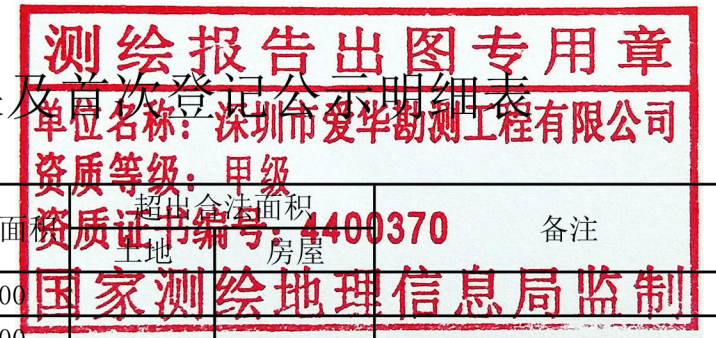 测绘报告出图专用章
及首次登记公示明细表
单位名称：深圳市爱华勘测工程有限公司
资质等级：甲级
超出合法面积
面积
资质证书编号：4400370
备注
土地
房屋
00
国家测绘地理信息局监制
00